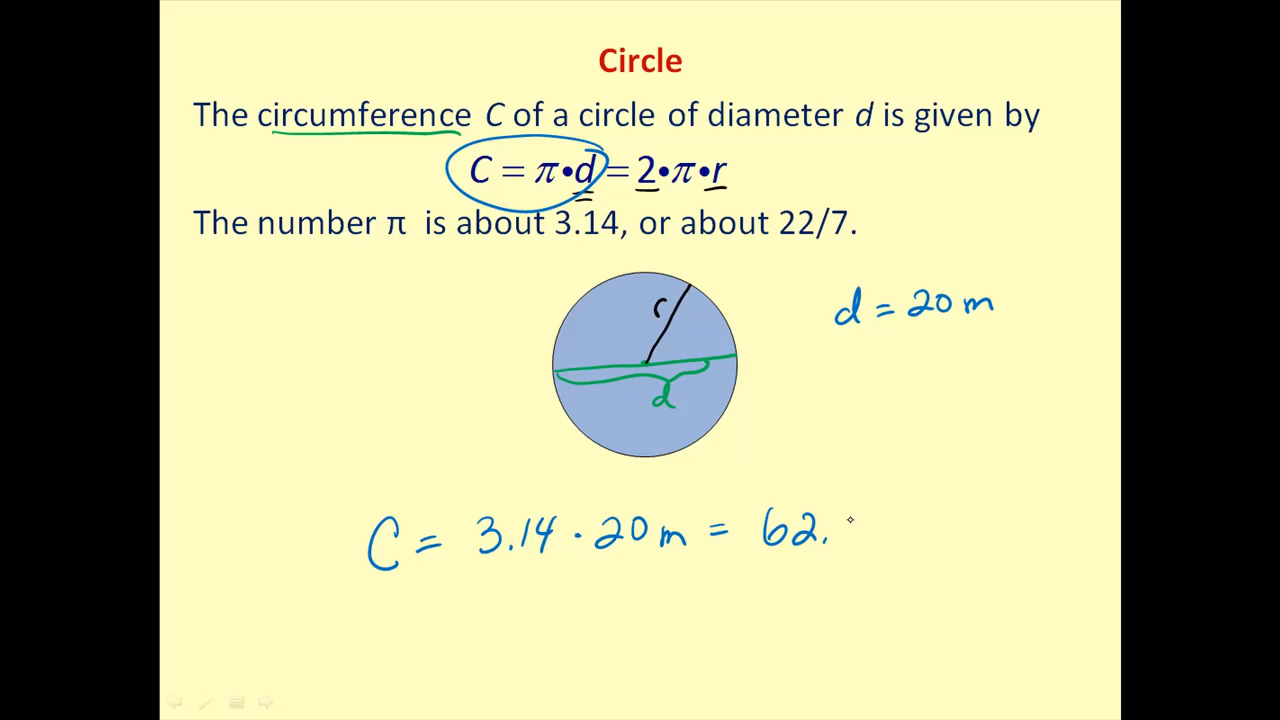 Circle
The circumference C of a circle of diameter d is given by
C = π•d = 2•π•r
The number π is about 3.14, or about 22/7.
r
d = 20 m
d
C = 3.14 · 20 m = 62.